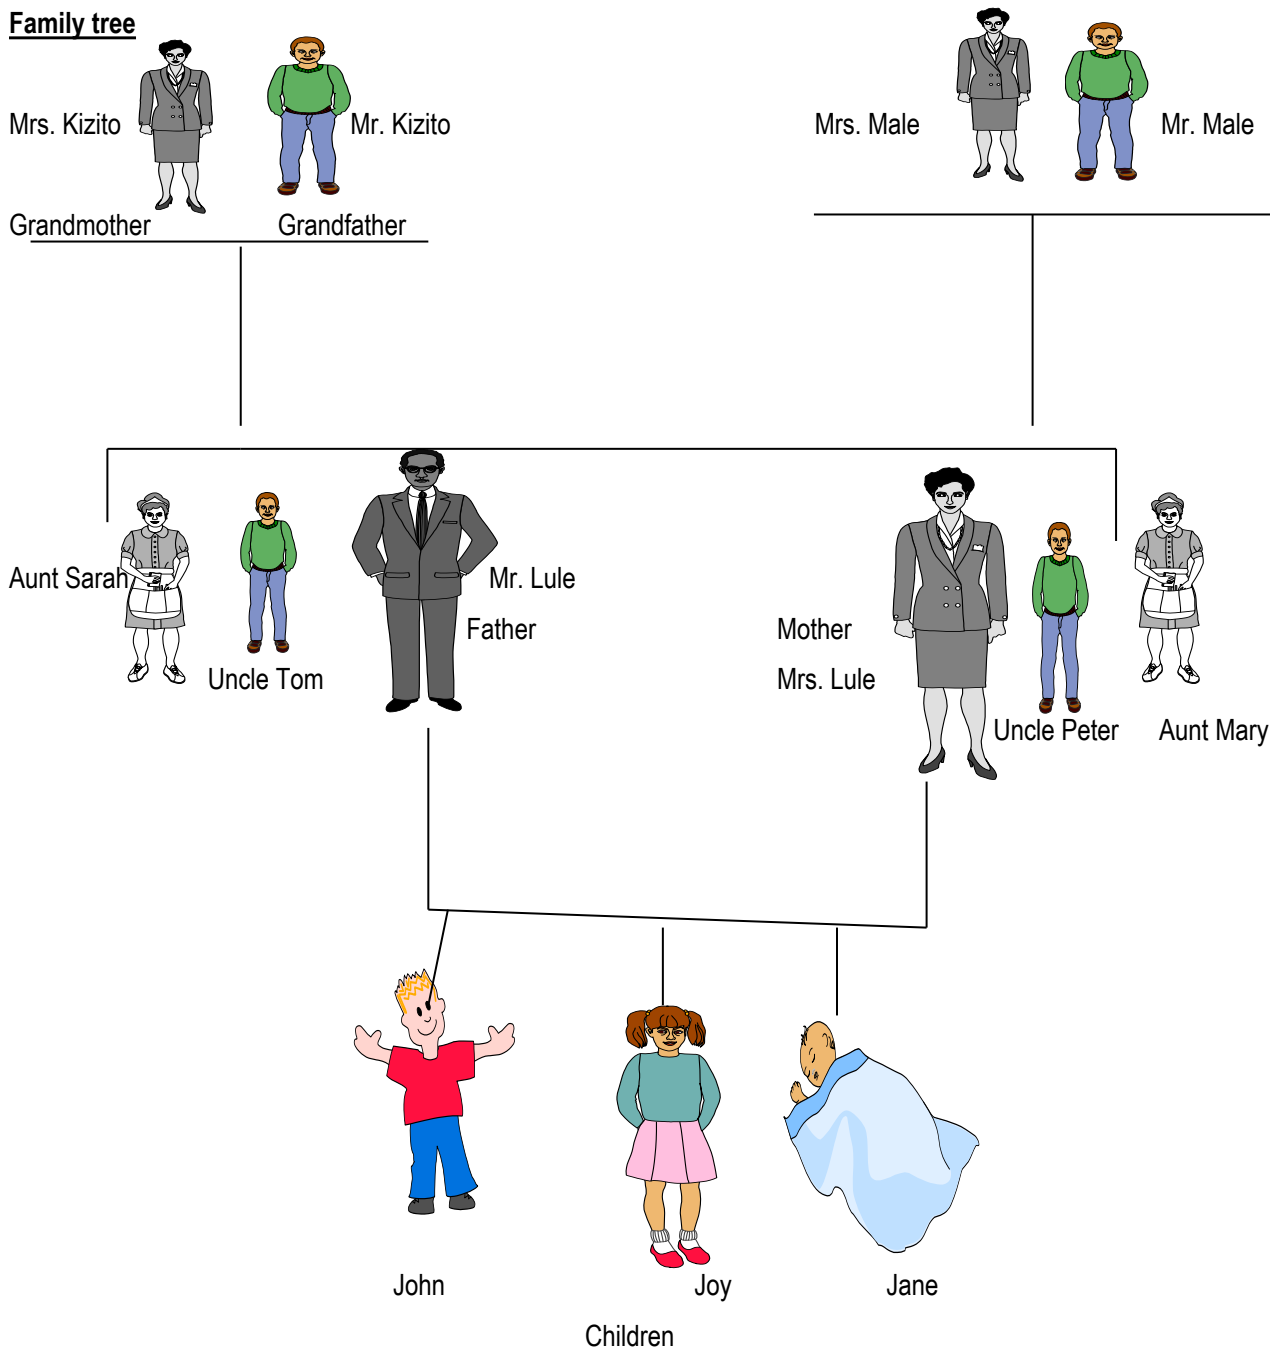 Family tree
Mrs. Kizito Mr. Kizito Mrs. Male Mr. Male
Grandmother Grandfather
Aunt Sarah Mr. Lule
Father Mother
Uncle Tom Mrs. Lule
Uncle Peter Aunt Mary
John Joy Jane
Children